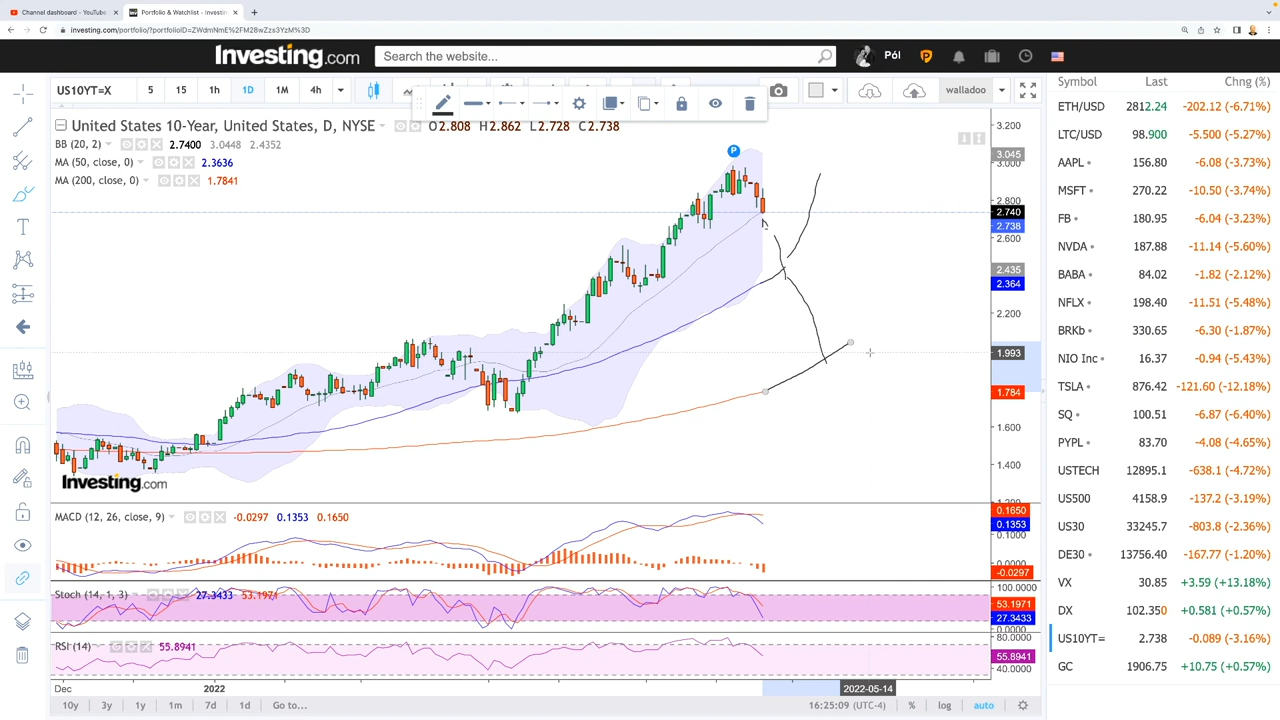 Channel dashboard - YouTube
Portfolio & Watchlist - Investin
investing.com/portfolio/?portfolioID=ZWdmNmE%2FM28wZzs3YzM%3D
Investing.com Search the website... Pól
US10YT=X 5 15 1h 1D 1M 4h walladoo
United States 10-Year, United States, D, NYSE O2.808 H2.862 L2.728 C2.738
BB (20, 2) 2.7400 3.0448 2.4352
MA (50, close, 0) 2.3636
MA (200, close, 0) 1.7841
P
3.200
3.045
3.000
2.800
2.740
2.738
2.600
2.435
2.364
2.200
1.993
1.784
1.600
1.400
1.200
Investing.com
MACD (12, 26, close, 9) -0.0297 0.1353 0.1650
0.1650
0.1353
0.1000
-0.0297
Stoch (14, 1, 3) 27.3433 53.1971
100.0000
53.1971
27.3433
0.0000
RSI (14) 55.8941
80.0000
55.8941
40.0000
Dec 2022 2022-05-14
10y 3y 1y 1m 7d 1d Go to... 16:25:09 (UTC-4) % log auto
Symbol Last Chng (%)
ETH/USD 2812.24 -202.12 (-6.71%)
LTC/USD 98.900 -5.500 (-5.27%)
AAPL 156.80 -6.08 (-3.73%)
MSFT 270.22 -10.50 (-3.74%)
FB 180.95 -6.04 (-3.23%)
NVDA 187.88 -11.14 (-5.60%)
BABA 84.02 -1.82 (-2.12%)
NFLX 198.40 -11.51 (-5.48%)
BRKb 330.65 -6.30 (-1.87%)
NIO Inc 16.37 -0.94 (-5.43%)
TSLA 876.42 -121.60 (-12.18%)
SQ 100.51 -6.87 (-6.40%)
PYPL 83.70 -4.08 (-4.65%)
USTECH 12895.1 -638.1 (-4.72%)
US500 4158.9 -137.2 (-3.19%)
US30 33245.7 -803.8 (-2.36%)
DE30 13756.40 -167.77 (-1.20%)
VX 30.85 +3.59 (+13.18%)
DX 102.350 +0.581 (+0.57%)
US10YT= 2.738 -0.089 (-3.16%)
GC 1906.75 +10.75 (+0.57%)